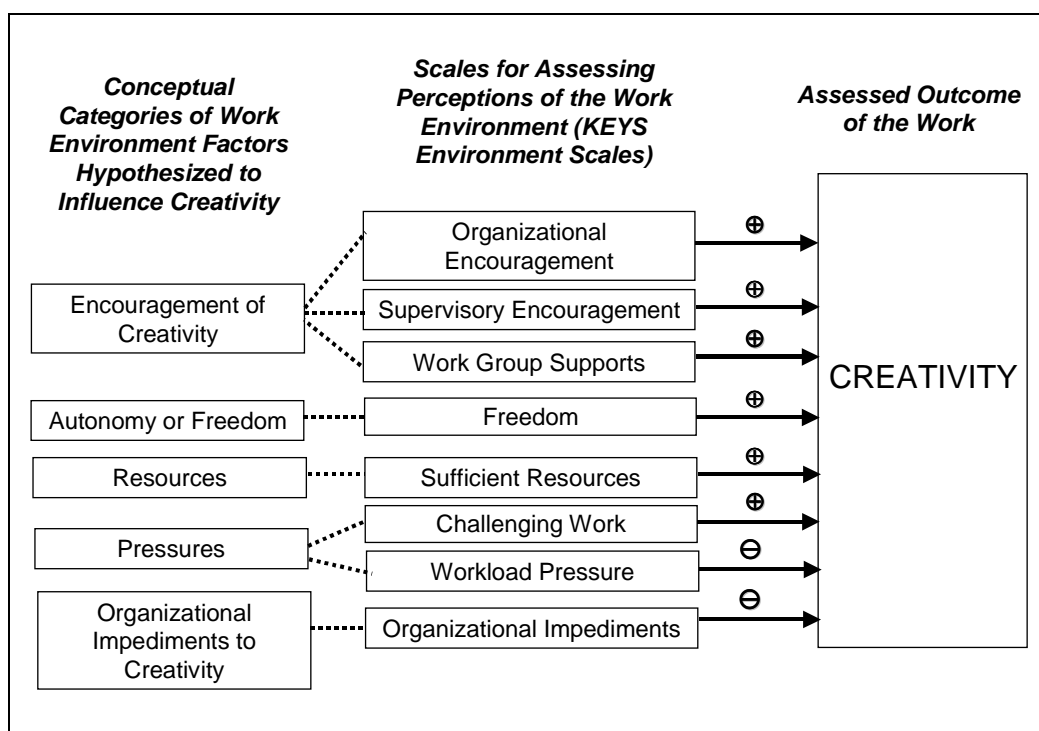 Conceptual
Categories of Work
Environment Factors
Hypothesized to
Influence Creativity
Scales for Assessing
Perceptions of the Work
Environment (KEYS
Environment Scales)
Assessed Outcome
of the Work
Encouragement of
Creativity
Autonomy or Freedom
Resources
Pressures
Organizational
Impediments to
Creativity
Organizational
Encouragement
Supervisory Encouragement
Work Group Supports
Freedom
Sufficient Resources
Challenging Work
Workload Pressure
Organizational Impediments
⊕
⊕
⊕
⊕
⊕
⊕
⊖
⊖
CREATIVITY